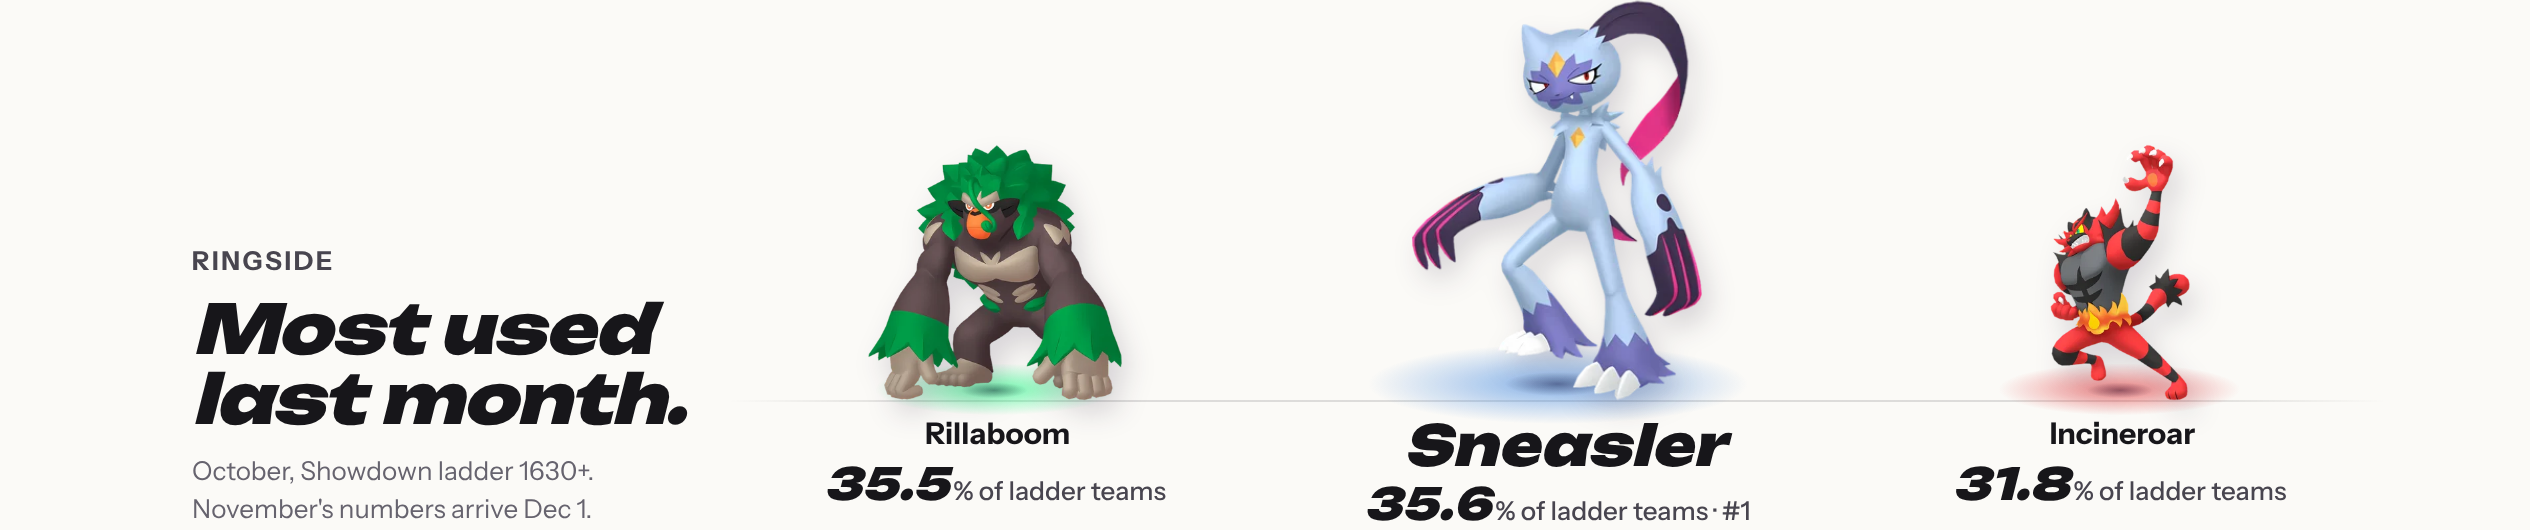 RINGSIDE
Most used
last month.
October, Showdown ladder 1630+.
November's numbers arrive Dec 1.
Rillaboom
35.5% of ladder teams
Sneasler
35.6% of ladder teams · #1
Incineroar
31.8% of ladder teams